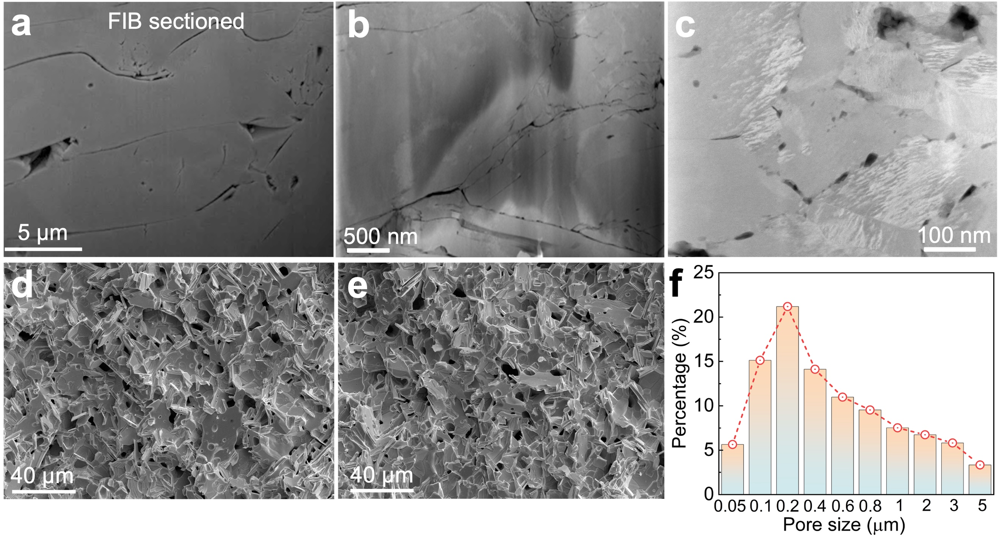 a
FIB sectioned
5 μm
b
500 nm
c
100 nm
d
40 μm
e
40 μm
f
25
20
15
10
5
0
Percentage (%)
0.05 0.1 0.2 0.4 0.6 0.8 1 2 3 5
Pore size (μm)